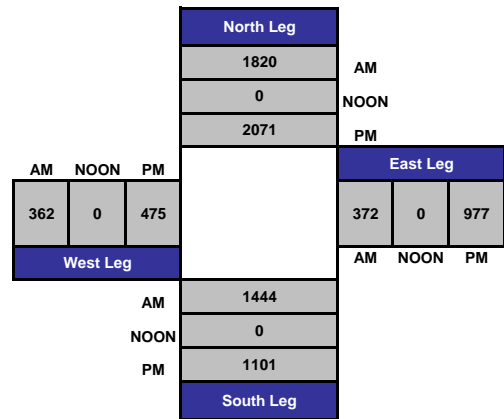 North Leg
1820 AM
0 NOON
2071 PM
AM NOON PM
East Leg
362 0 475
372 0 977
West Leg
AM NOON PM
AM 1444
NOON 0
PM 1101
South Leg